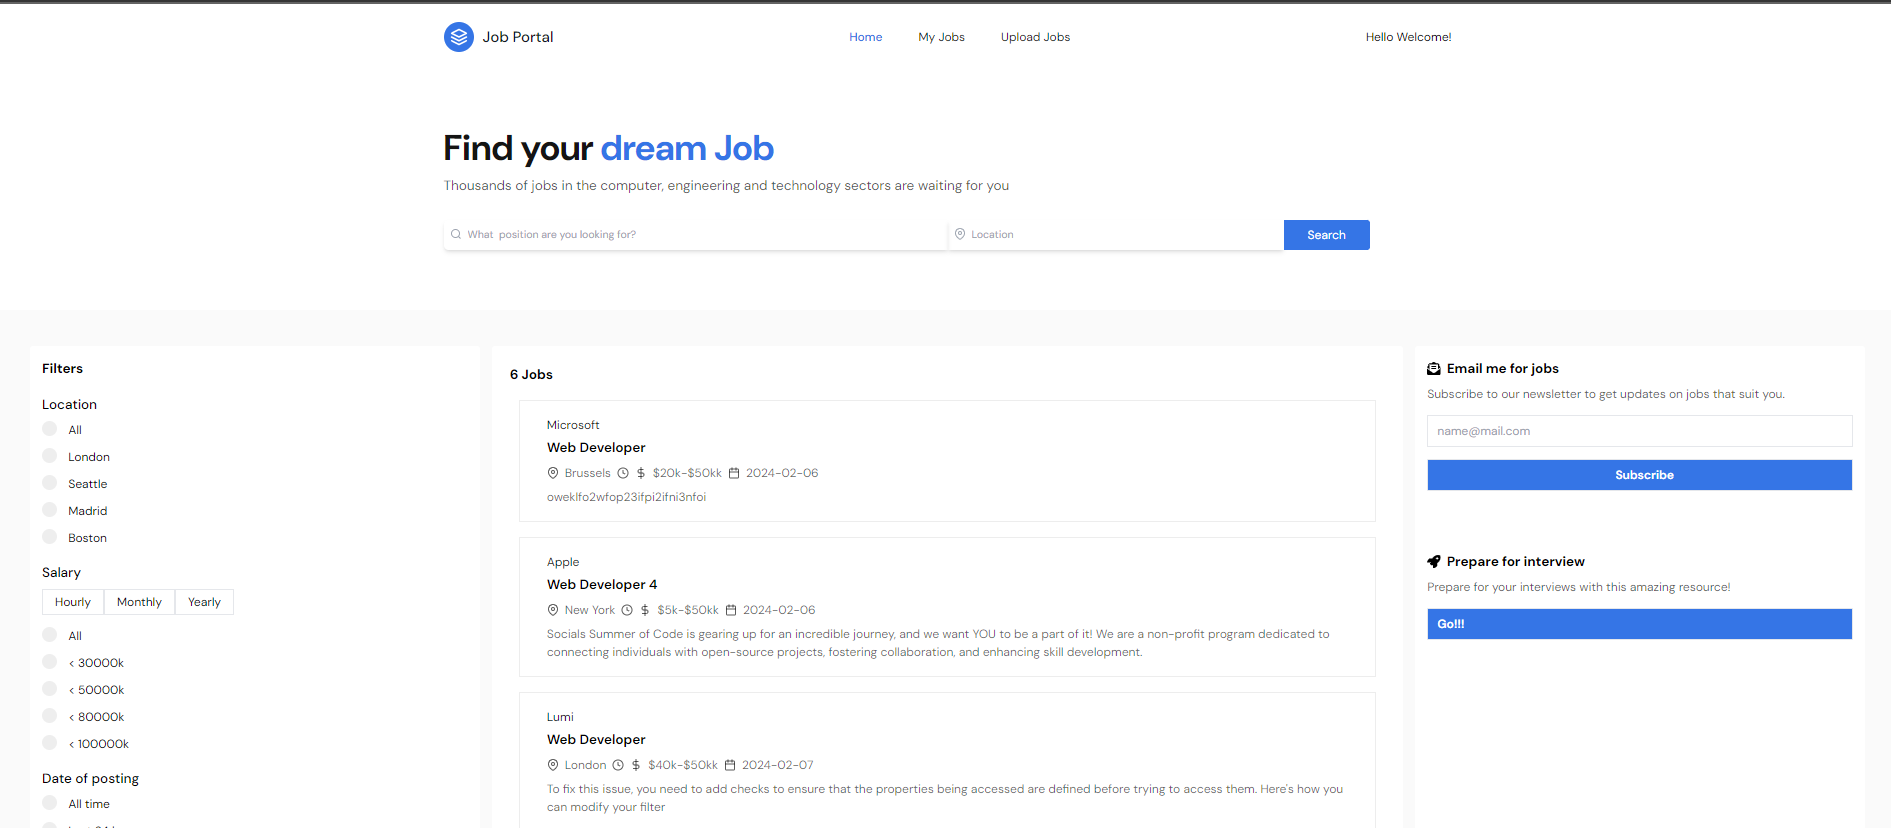 Job Portal
Home
My Jobs
Upload Jobs
Hello Welcome!
Find your dream Job
Thousands of jobs in the computer, engineering and technology sectors are waiting for you
What position are you looking for?
Location
Search
Filters
Location
All
London
Seattle
Madrid
Boston
Salary
Hourly
Monthly
Yearly
All
< 30000k
< 50000k
< 80000k
< 100000k
Date of posting
All time
6 Jobs
Microsoft
Web Developer
Brussels $20k-$50kk 2024-02-06
oweklfo2wfop23ifpi2ifni3nfoi
Apple
Web Developer 4
New York $5k-$50kk 2024-02-06
Socials Summer of Code is gearing up for an incredible journey, and we want YOU to be a part of it! We are a non-profit program dedicated to
connecting individuals with open-source projects, fostering collaboration, and enhancing skill development.
Lumi
Web Developer
London $40k-$50kk 2024-02-07
To fix this issue, you need to add checks to ensure that the properties being accessed are defined before trying to access them. Here's how you
can modify your filter
Email me for jobs
Subscribe to our newsletter to get updates on jobs that suit you.
name@mail.com
Subscribe
Prepare for interview
Prepare for your interviews with this amazing resource!
Go!!!